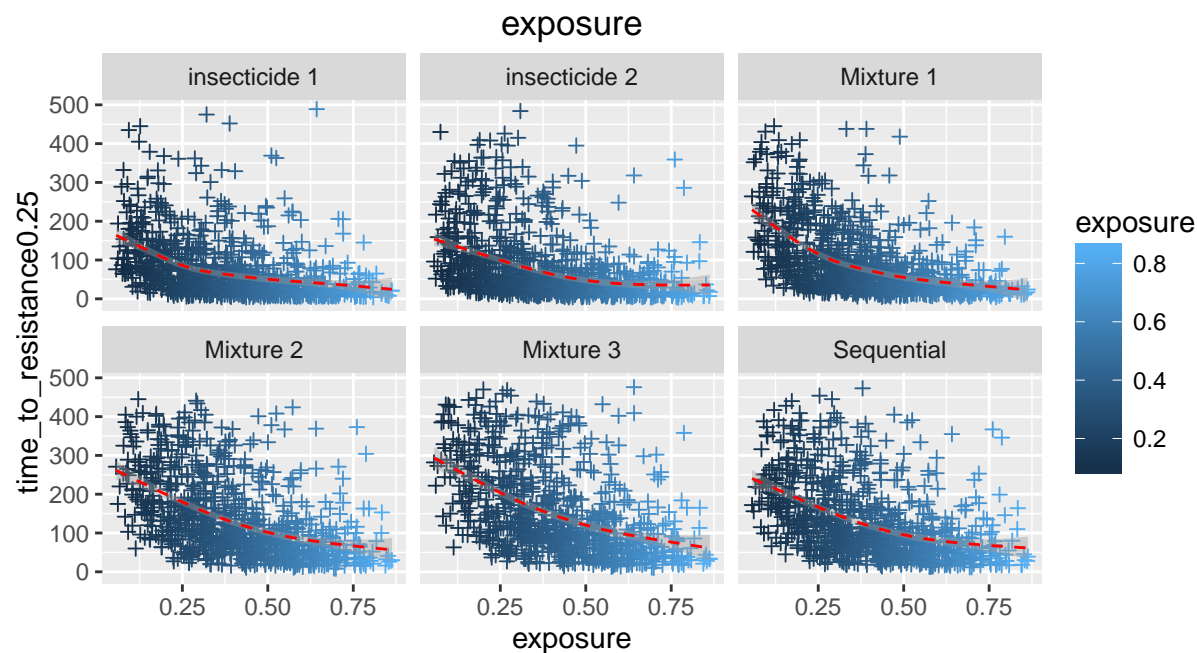 exposure
insecticide 1 insecticide 2 Mixture 1
500
400
300
200
100
0
Mixture 2 Mixture 3 Sequential
500
400
300
200
100
0
0.25 0.50 0.75 0.25 0.50 0.75 0.25 0.50 0.75
exposure
time_to_resistance0.25
exposure
0.8
0.6
0.4
0.2